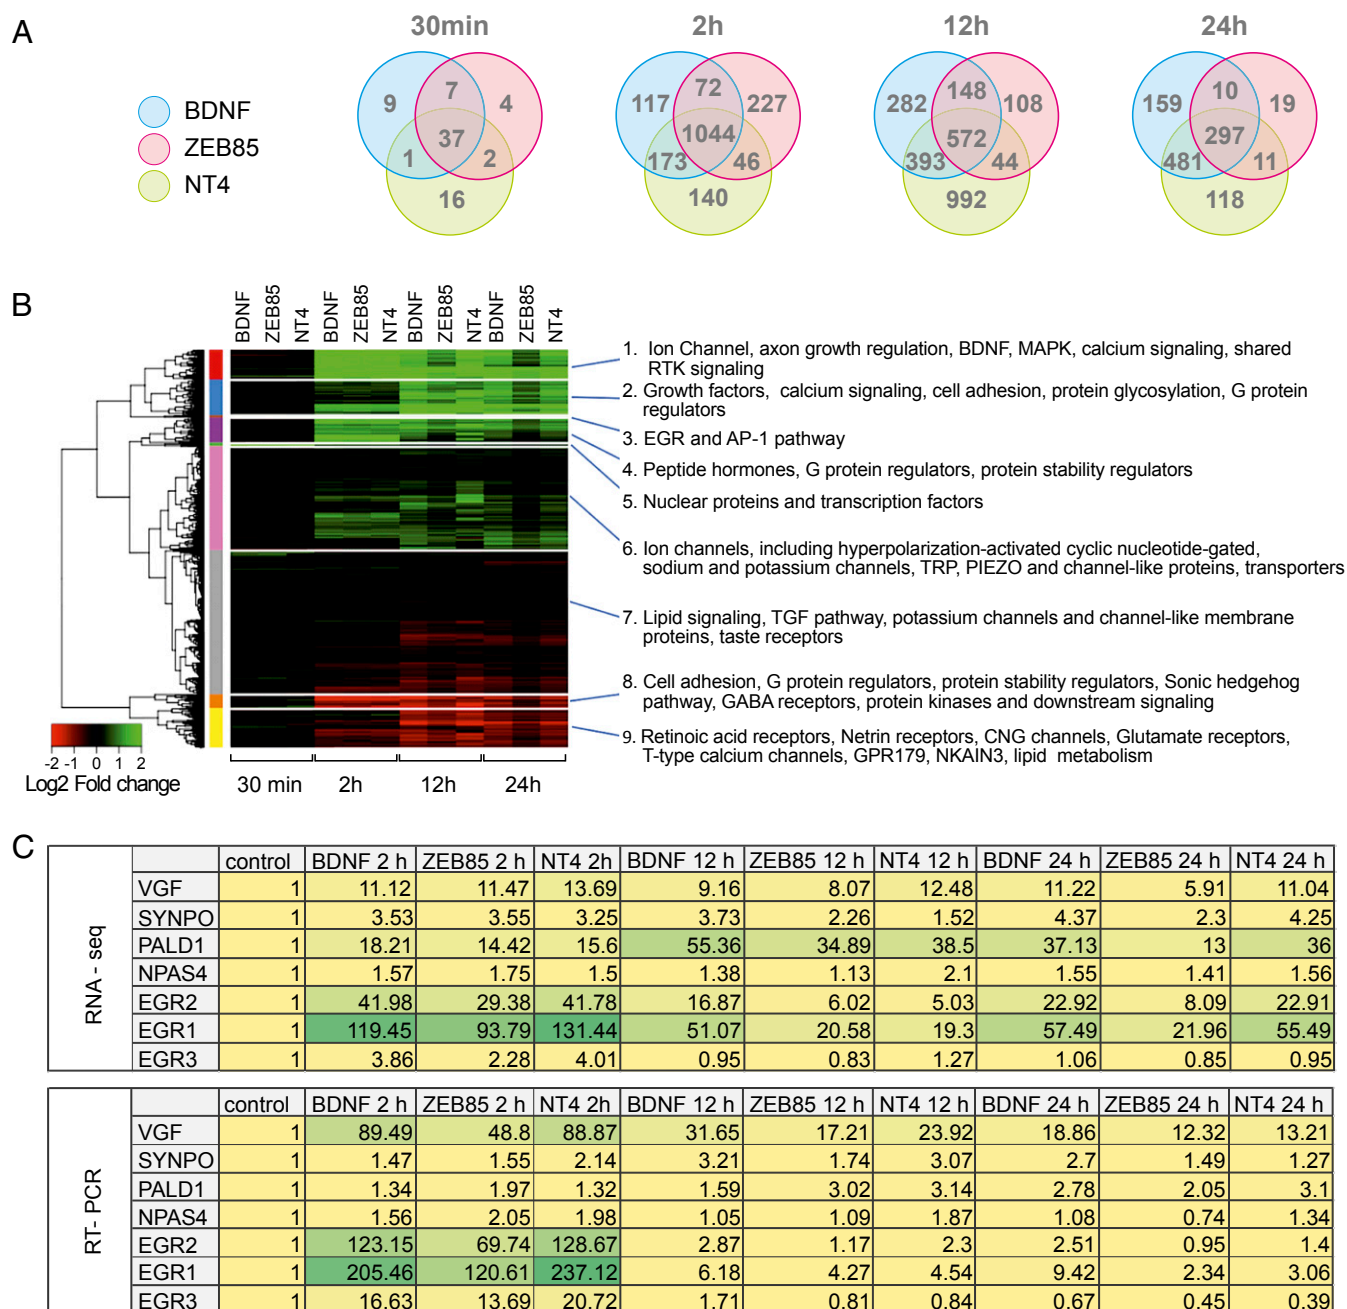 A
30min 2h 12h 24h
BDNF
ZEB85
NT4
9 7 4 37 1 2 16
117 72 227 1044 173 46 140
282 148 108 572 393 44 992
159 10 19 297 481 11 118
B
BDNF ZEB85 NT4 BDNF ZEB85 NT4 BDNF ZEB85 NT4 BDNF ZEB85 NT4
1. Ion Channel, axon growth regulation, BDNF, MAPK, calcium signaling, shared
RTK signaling
2. Growth factors, calcium signaling, cell adhesion, protein glycosylation, G protein
regulators
3. EGR and AP-1 pathway
4. Peptide hormones, G protein regulators, protein stability regulators
5. Nuclear proteins and transcription factors
6. Ion channels, including hyperpolarization-activated cyclic nucleotide-gated,
sodium and potassium channels, TRP, PIEZO and channel-like proteins, transporters
7. Lipid signaling, TGF pathway, potassium channels and channel-like membrane
proteins, taste receptors
8. Cell adhesion, G protein regulators, protein stability regulators, Sonic hedgehog
pathway, GABA receptors, protein kinases and downstream signaling
9. Retinoic acid receptors, Netrin receptors, CNG channels, Glutamate receptors,
T-type calcium channels, GPR179, NKAIN3, lipid metabolism
-2 -1 0 1 2
Log2 Fold change
30 min 2h 12h 24h
C
RNA - seq
control BDNF 2 h ZEB85 2 h NT4 2h BDNF 12 h ZEB85 12 h NT4 12 h BDNF 24 h ZEB85 24 h NT4 24 h
VGF 1 11.12 11.47 13.69 9.16 8.07 12.48 11.22 5.91 11.04
SYNPO 1 3.53 3.55 3.25 3.73 2.26 1.52 4.37 2.3 4.25
PALD1 1 18.21 14.42 15.6 55.36 34.89 38.5 37.13 13 36
NPAS4 1 1.57 1.75 1.5 1.38 1.13 2.1 1.55 1.41 1.56
EGR2 1 41.98 29.38 41.78 16.87 6.02 5.03 22.92 8.09 22.91
EGR1 1 119.45 93.79 131.44 51.07 20.58 19.3 57.49 21.96 55.49
EGR3 1 3.86 2.28 4.01 0.95 0.83 1.27 1.06 0.85 0.95
RT- PCR
control BDNF 2 h ZEB85 2 h NT4 2h BDNF 12 h ZEB85 12 h NT4 12 h BDNF 24 h ZEB85 24 h NT4 24 h
VGF 1 89.49 48.8 88.87 31.65 17.21 23.92 18.86 12.32 13.21
SYNPO 1 1.47 1.55 2.14 3.21 1.74 3.07 2.7 1.49 1.27
PALD1 1 1.34 1.97 1.32 1.59 3.02 3.14 2.78 2.05 3.1
NPAS4 1 1.56 2.05 1.98 1.05 1.09 1.87 1.08 0.74 1.34
EGR2 1 123.15 69.74 128.67 2.87 1.17 2.3 2.51 0.95 1.4
EGR1 1 205.46 120.61 237.12 6.18 4.27 4.54 9.42 2.34 3.06
EGR3 1 16.63 13.69 20.72 1.71 0.81 0.84 0.67 0.45 0.39